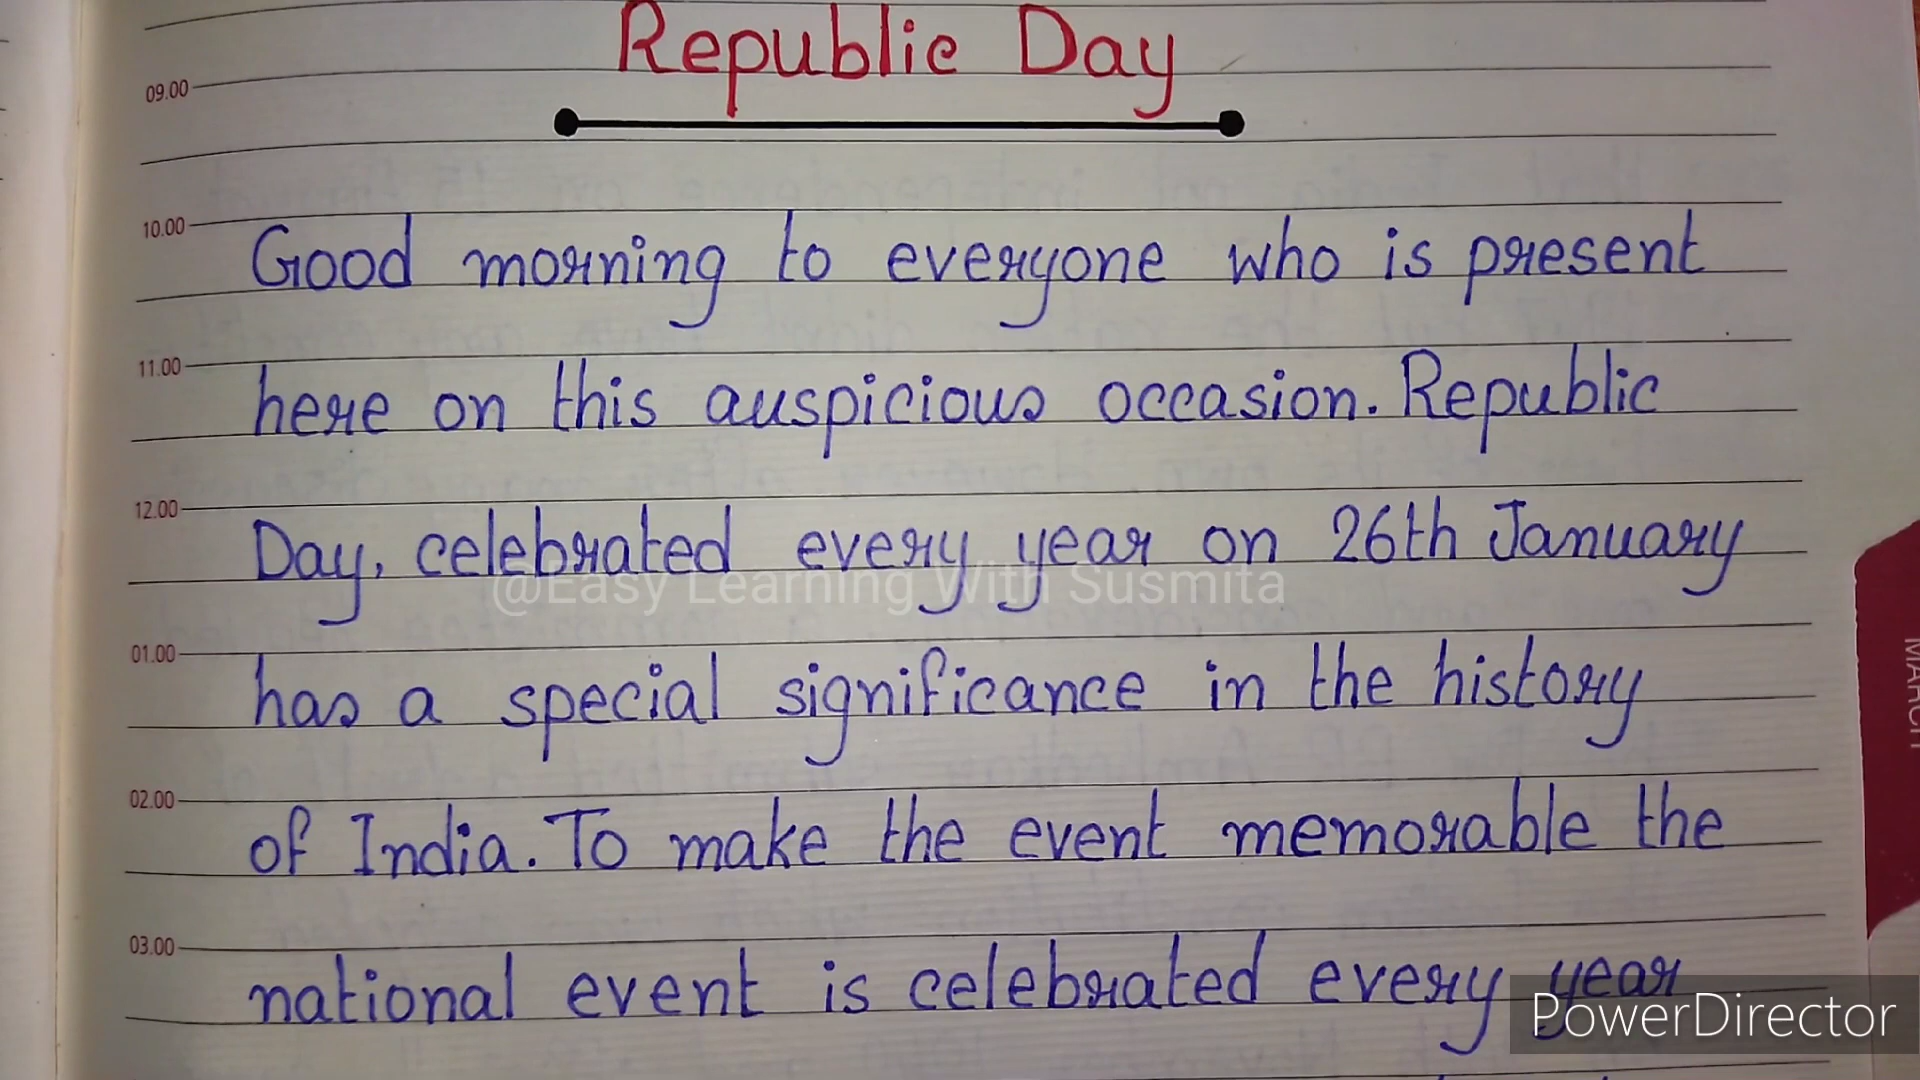 Republic Day
09.00
10.00
Good morning to everyone who is present
11.00
here on this auspicious occasion. Republic
12.00
Day, celebrated every year on 26th January
@Easy Learning With Susmita
01.00
has a special significance in the history
02.00
of India. To make the event memorable the
03.00
national event is celebrated every year
PowerDirector
MARCH